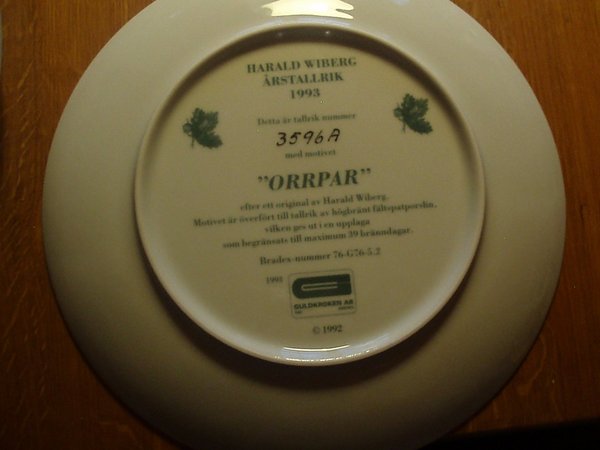 HARALD WIBERG
ÅRSTALLRIK
1993
Detta är tallrik nummer
3596A
med motivet
"ORRPAR"
efter ett original av Harald Wiberg.
Motivet är överfört till tallrik av högbränt fältspatporslin,
vilken ges ut i en upplaga
som begränsats till maximum 39 bränndagar.
Bradex-nummer 76-G76-5.2
1993
GULDKROKEN AB
© 1992